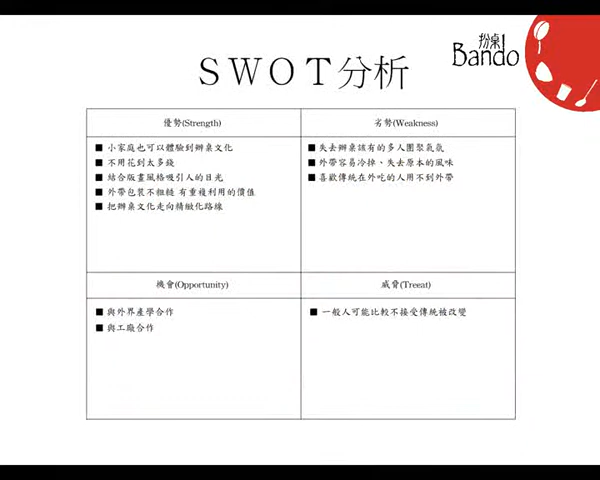 扮桌
Bando
SWOT分析
優勢(Strength)
劣勢(Weakness)
■ 小家庭也可以體驗到辦桌文化
■ 不用花到太多錢
■ 結合版畫風格吸引人的目光
■ 外帶包裝不粗糙 有重複利用的價值
■ 把辦桌文化走向精緻化路線
■ 失去辦桌該有的多人團聚氣氛
■ 外帶容易冷掉、失去原本的風味
■ 喜歡傳統在外吃的人用不到外帶
機會(Opportunity)
威脅(Treeat)
■ 與外界產學合作
■ 與工廠合作
■ 一般人可能比較不接受傳統被改變